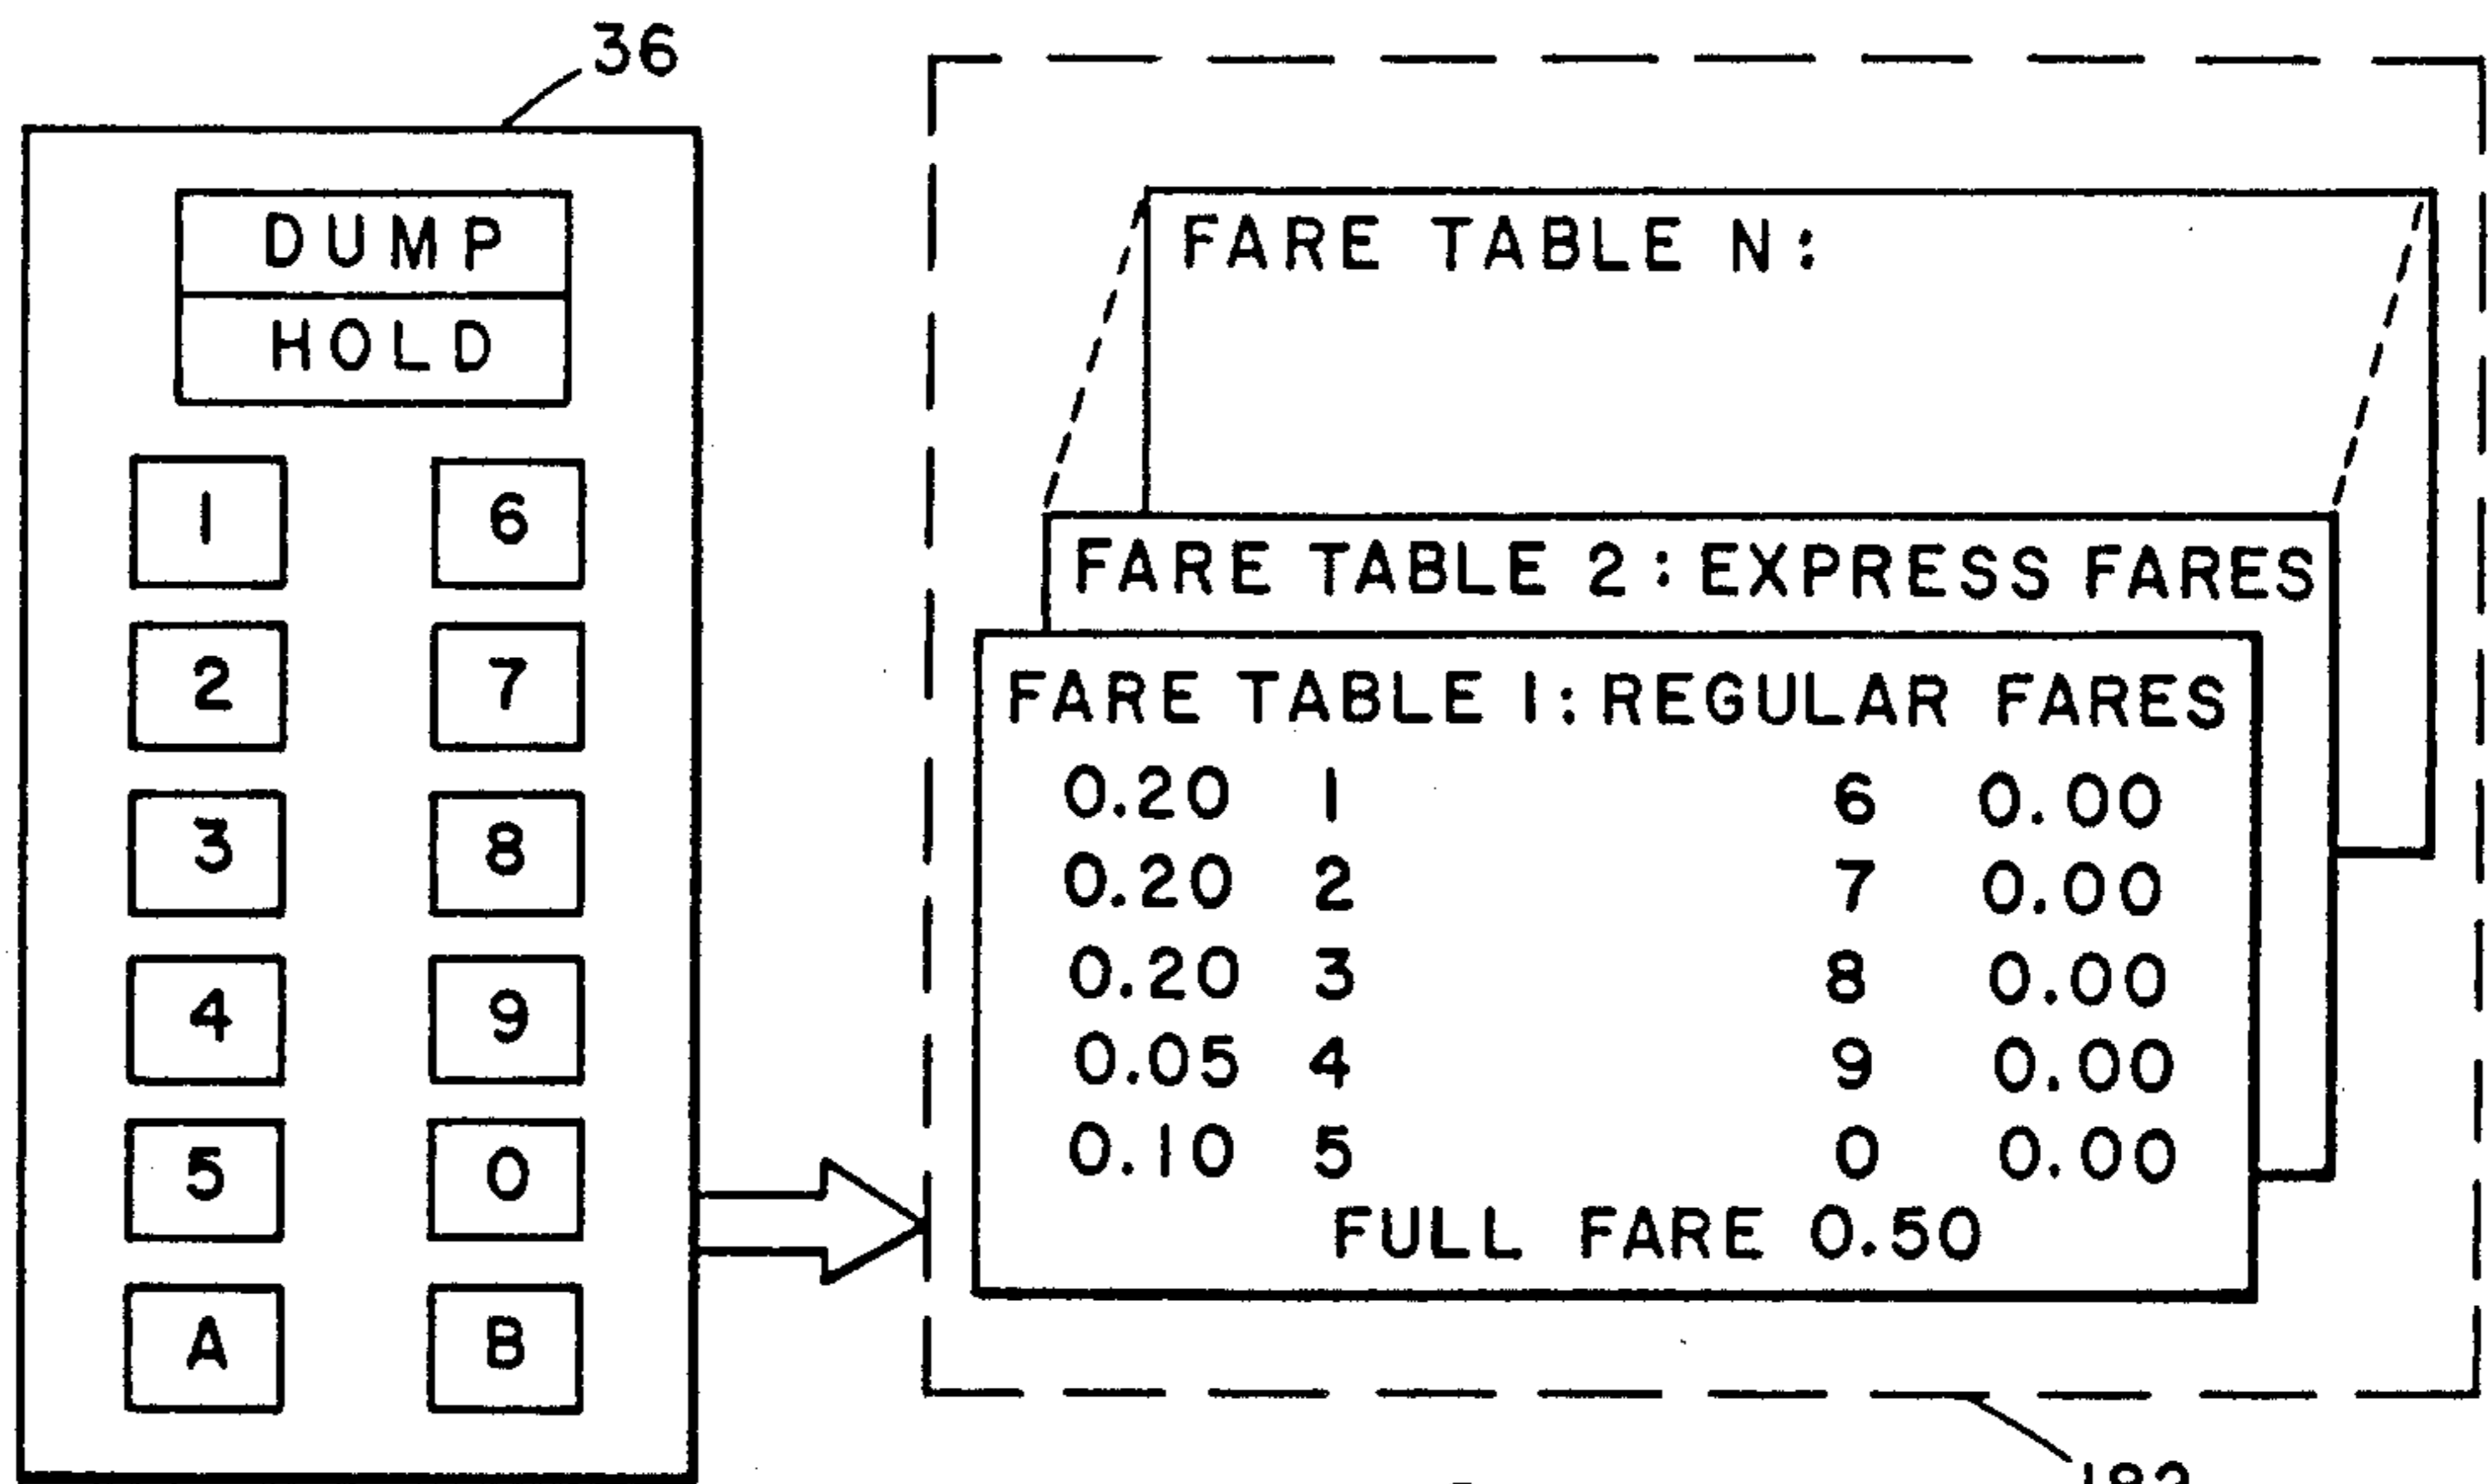 36
DUMP
HOLD
1 6
2 7
3 8
4 9
5 0
A B
FARE TABLE N:
FARE TABLE 2: EXPRESS FARES
FARE TABLE 1: REGULAR FARES
0.20 1 6 0.00
0.20 2 7 0.00
0.20 3 8 0.00
0.05 4 9 0.00
0.10 5 0 0.00
FULL FARE 0.50